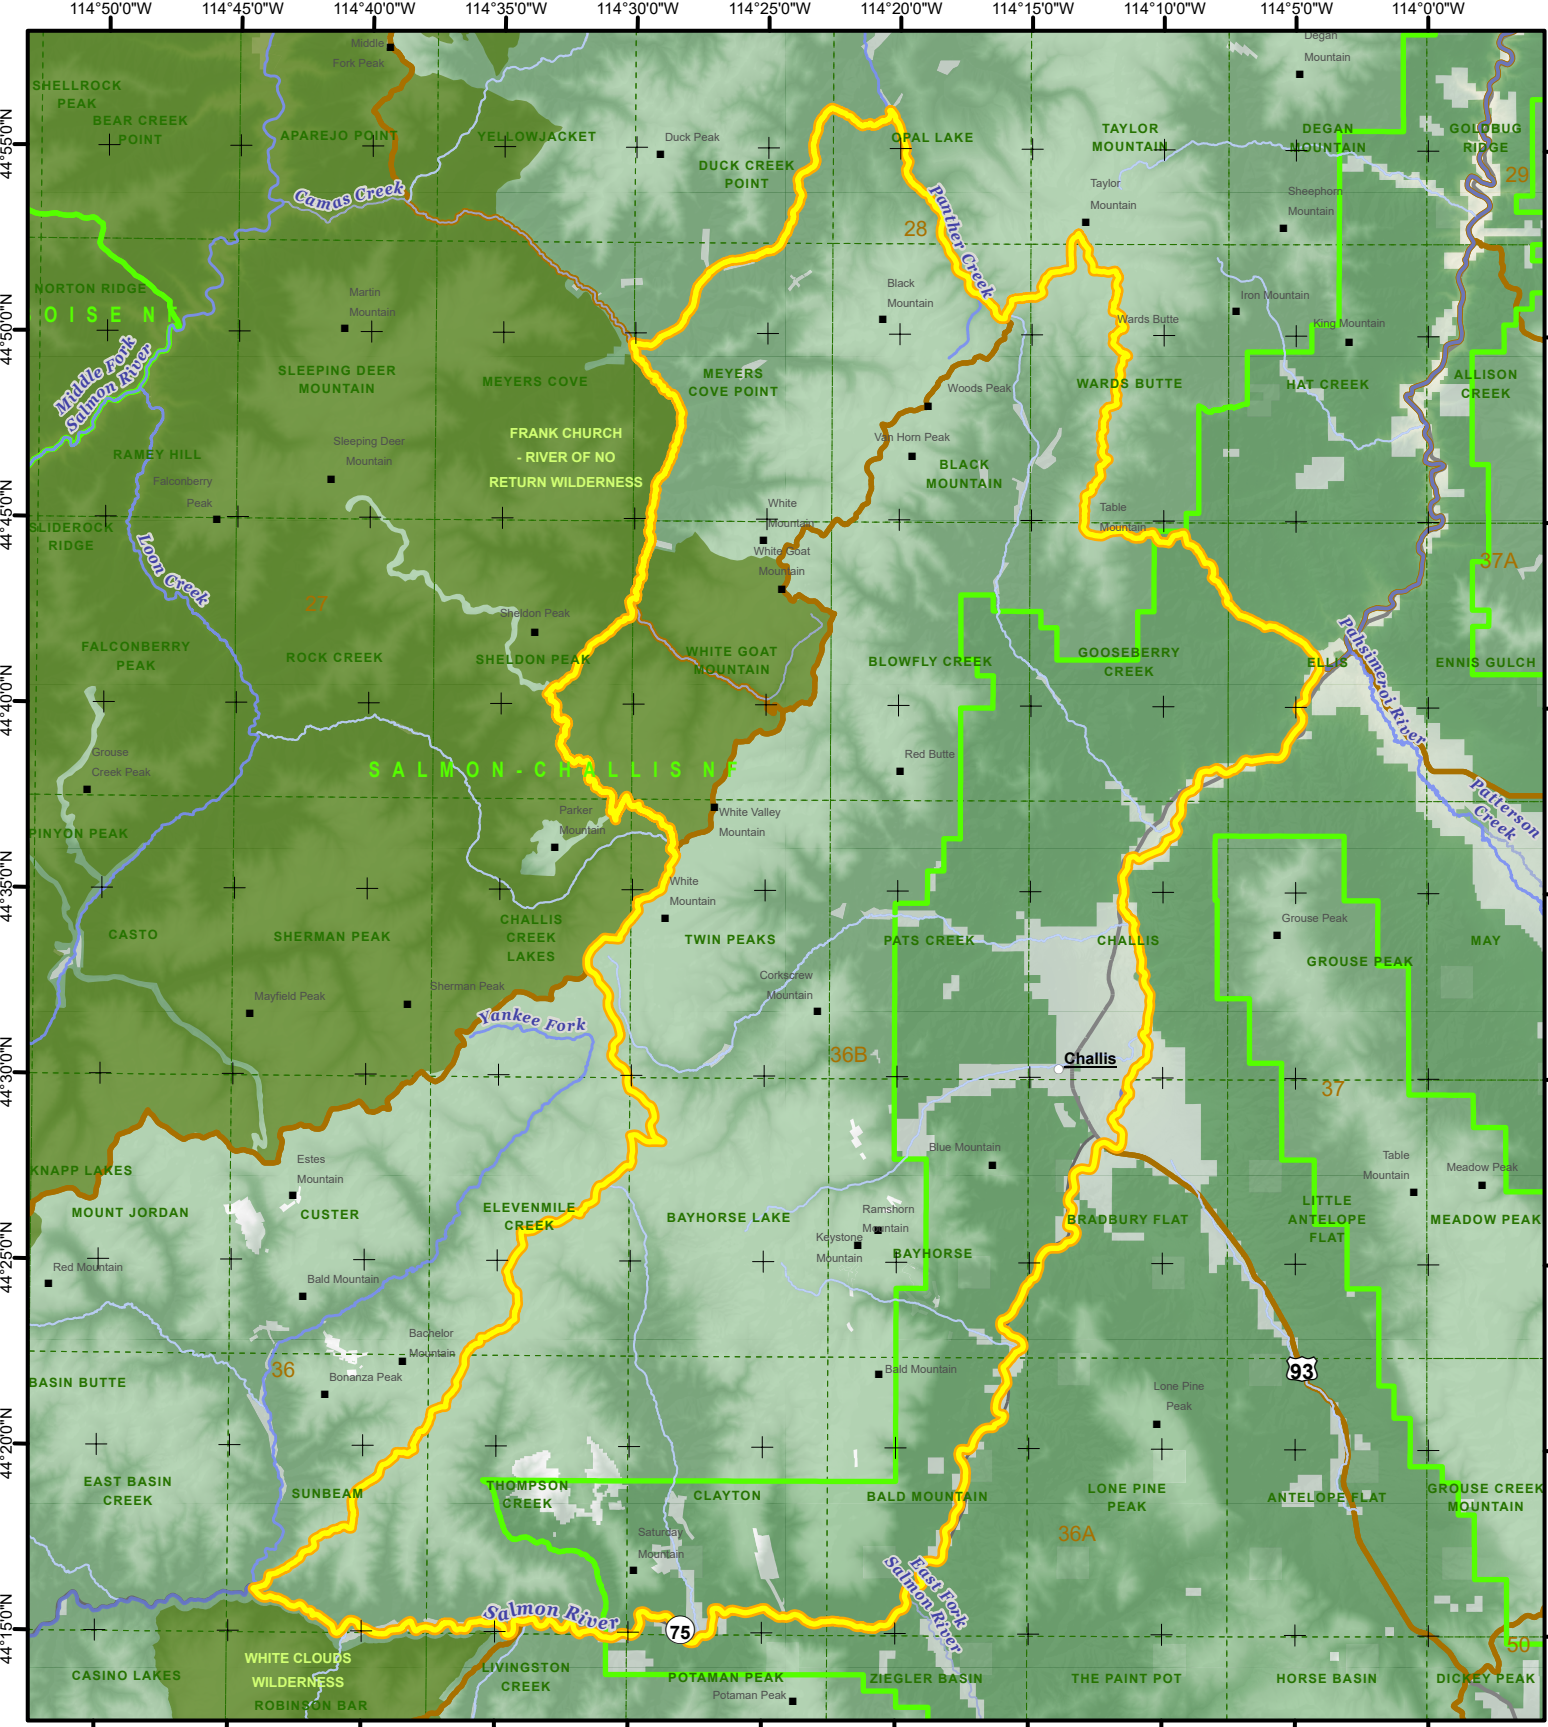 114°50'0"W 114°45'0"W 114°40'0"W 114°35'0"W 114°30'0"W 114°25'0"W 114°20'0"W 114°15'0"W 114°10'0"W 114°5'0"W 114°0'0"W
44°55'0"N
44°50'0"N
44°45'0"N
44°40'0"N
44°35'0"N
44°30'0"N
44°25'0"N
44°20'0"N
44°15'0"N
Middle
Fork Peak
Degan
Mountain
SHELLROCK
PEAK
BEAR CREEK
POINT
APAREJO POINT
YELLOWJACKET
Duck Peak
DUCK CREEK
POINT
OPAL LAKE
TAYLOR
MOUNTAIN
DEGAN
MOUNTAIN
GOLDBUG
RIDGE
29
Camas Creek
Taylor
Mountain
Sheephorn
Mountain
28
Panther Creek
NORTON RIDGE
OISE N
Martin
Mountain
Black
Mountain
Iron Mountain
King Mountain
Wards Butte
Middle Fork
Salmon River
SLEEPING DEER
MOUNTAIN
MEYERS COVE
MEYERS
COVE POINT
Woods Peak
WARDS BUTTE
HAT CREEK
ALLISON
CREEK
FRANK CHURCH
- RIVER OF NO
RETURN WILDERNESS
RAMEY HILL
Sleeping Deer
Mountain
Van Horn Peak
BLACK
MOUNTAIN
Falconberry
Peak
White
Mountain
Table
Mountain
SLIDEROCK
RIDGE
Loon Creek
White Goat
Mountain
37A
27
Sheldon Peak
Pahsimeroi River
FALCONBERRY
PEAK
ROCK CREEK
SHELDON PEAK
WHITE GOAT
MOUNTAIN
BLOWFLY CREEK
GOOSEBERRY
CREEK
ELLIS
ENNIS GULCH
Grouse
Creek Peak
SALMON-CHALLIS NF
Red Butte
Patterson
Creek
PINYON PEAK
Parker
Mountain
White Valley
Mountain
White
Mountain
CASTO
SHERMAN PEAK
CHALLIS
CREEK
LAKES
TWIN PEAKS
PATS CREEK
CHALLIS
Grouse Peak
GROUSE PEAK
MAY
Corkscrew
Mountain
Mayfield Peak
Sherman Peak
Yankee Fork
36B
Challis
37
Blue Mountain
Table
Mountain
Meadow Peak
KNAPP LAKES
Estes
Mountain
MOUNT JORDAN
CUSTER
ELEVENMILE
CREEK
BAYHORSE LAKE
Ramshorn
Mountain
Keystone
Mountain
BAYHORSE
BRADBURY FLAT
LITTLE
ANTELOPE
FLAT
MEADOW PEAK
Red Mountain
Bald Mountain
Bachelor
Mountain
36
Bonanza Peak
BASIN BUTTE
Bald Mountain
93
Lone Pine
Peak
EAST BASIN
CREEK
SUNBEAM
THOMPSON
CREEK
CLAYTON
BALD MOUNTAIN
LONE PINE
PEAK
ANTELOPE FLAT
GROUSE CREEK
MOUNTAIN
Saturday
Mountain
36A
East Fork
Salmon River
Salmon River
75
50
WHITE CLOUDS
WILDERNESS
CASINO LAKES
ROBINSON BAR
LIVINGSTON
CREEK
POTAMAN PEAK
Potaman Peak
ZIEGLER BASIN
THE PAINT POT
HORSE BASIN
DICKEY PEAK